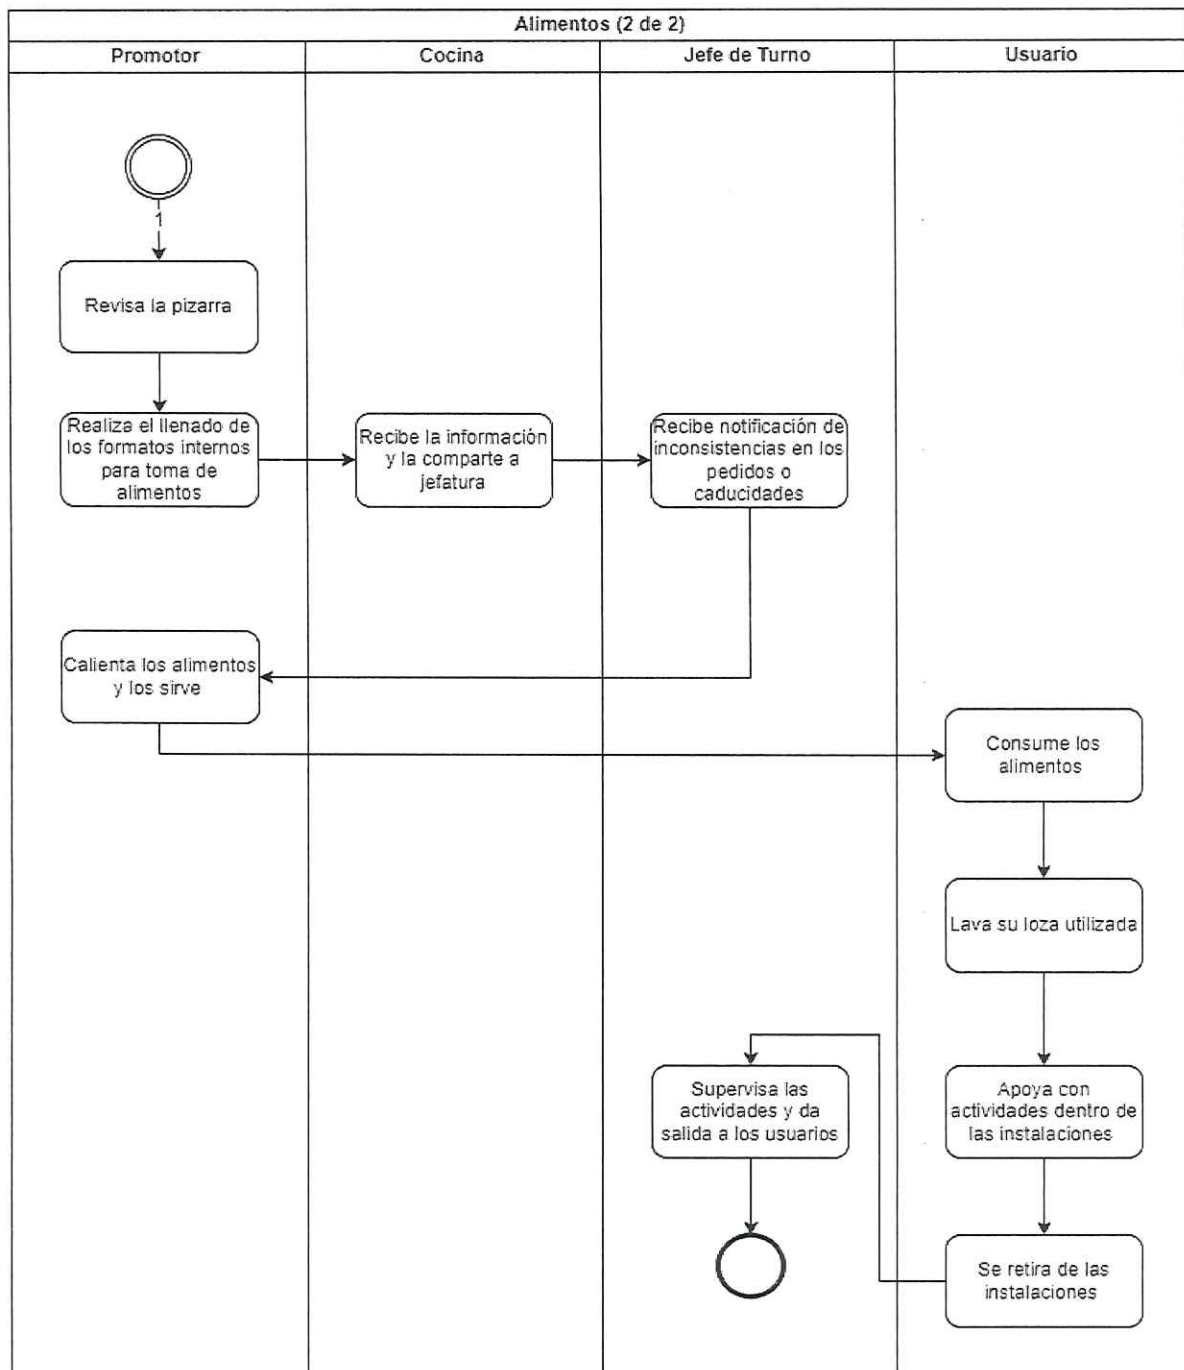 Alimentos (2 de 2)
Promotor
Cocina
Jefe de Turno
Usuario
1
Revisa la pizarra
Realiza el llenado de
los formatos internos
para toma de
alimentos
Recibe la información
y la comparte a
jefatura
Recibe notificación de
inconsistencias en los
pedidos o
caducidades
Calienta los alimentos
y los sirve
Consume los
alimentos
Lava su loza utilizada
Apoya con
actividades dentro de
las instalaciones
Supervisa las
actividades y da
salida a los usuarios
Se retira de las
instalaciones